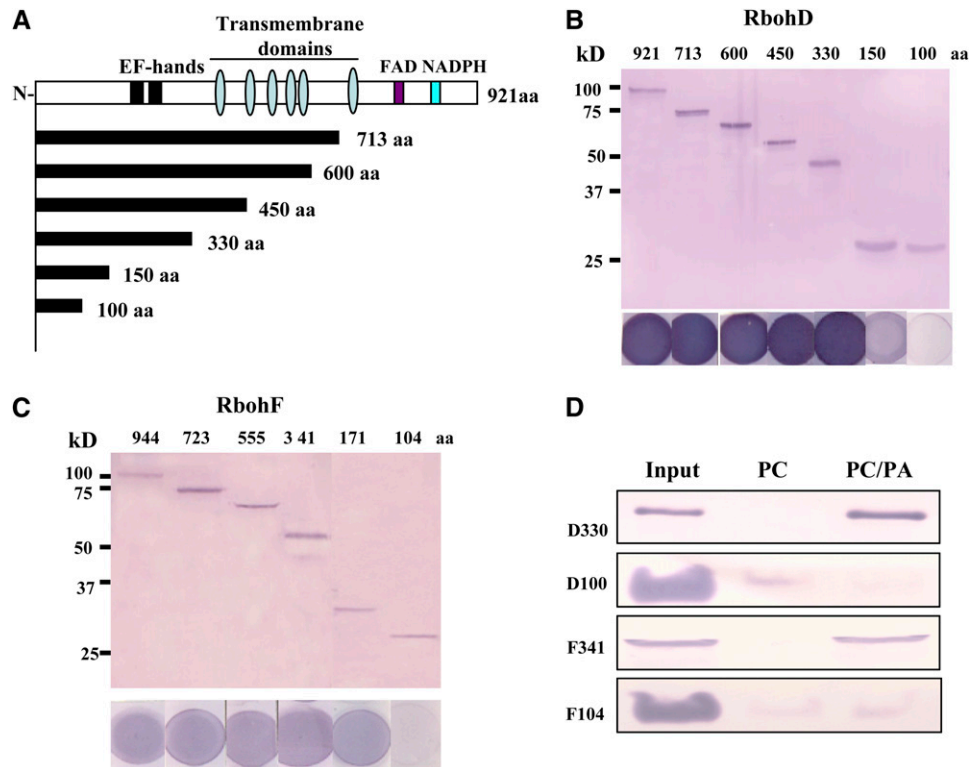 A
Transmembrane
domains
EF-hands
FAD NADPH
N-
921aa
713 aa
600 aa
450 aa
330 aa
150 aa
100 aa
B
RbohD
kD 921 713 600 450 330 150 100 aa
100
75
50
37
25
C
RbohF
kD 944 723 555 3 41 171 104 aa
100
75
50
37
25
D
Input PC PC/PA
D330
D100
F341
F104